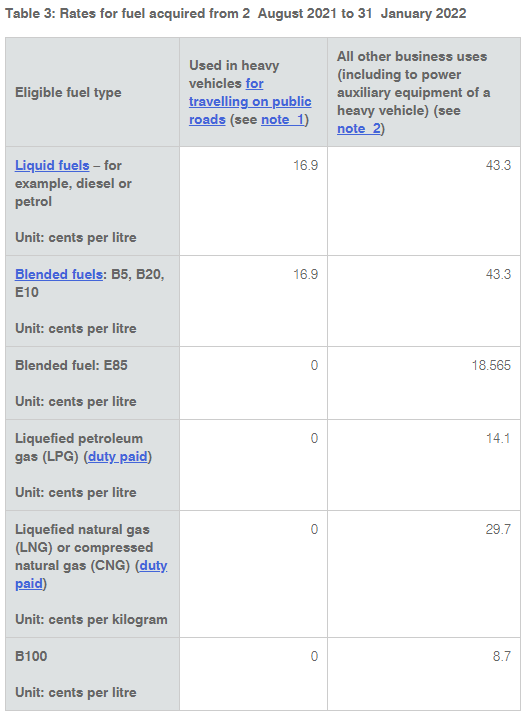 Table 3: Rates for fuel acquired from 2 August 2021 to 31 January 2022
Eligible fuel type
Used in heavy
vehicles for
travelling on public
roads (see note 1)
All other business uses
(including to power
auxiliary equipment of a
heavy vehicle) (see
note 2)
Liquid fuels – for
example, diesel or
petrol
Unit: cents per litre
16.9
43.3
Blended fuels: B5, B20,
E10
Unit: cents per litre
16.9
43.3
Blended fuel: E85
Unit: cents per litre
0
18.565
Liquefied petroleum
gas (LPG) (duty paid)
Unit: cents per litre
0
14.1
Liquefied natural gas
(LNG) or compressed
natural gas (CNG) (duty
paid)
Unit: cents per kilogram
0
29.7
B100
Unit: cents per litre
0
8.7